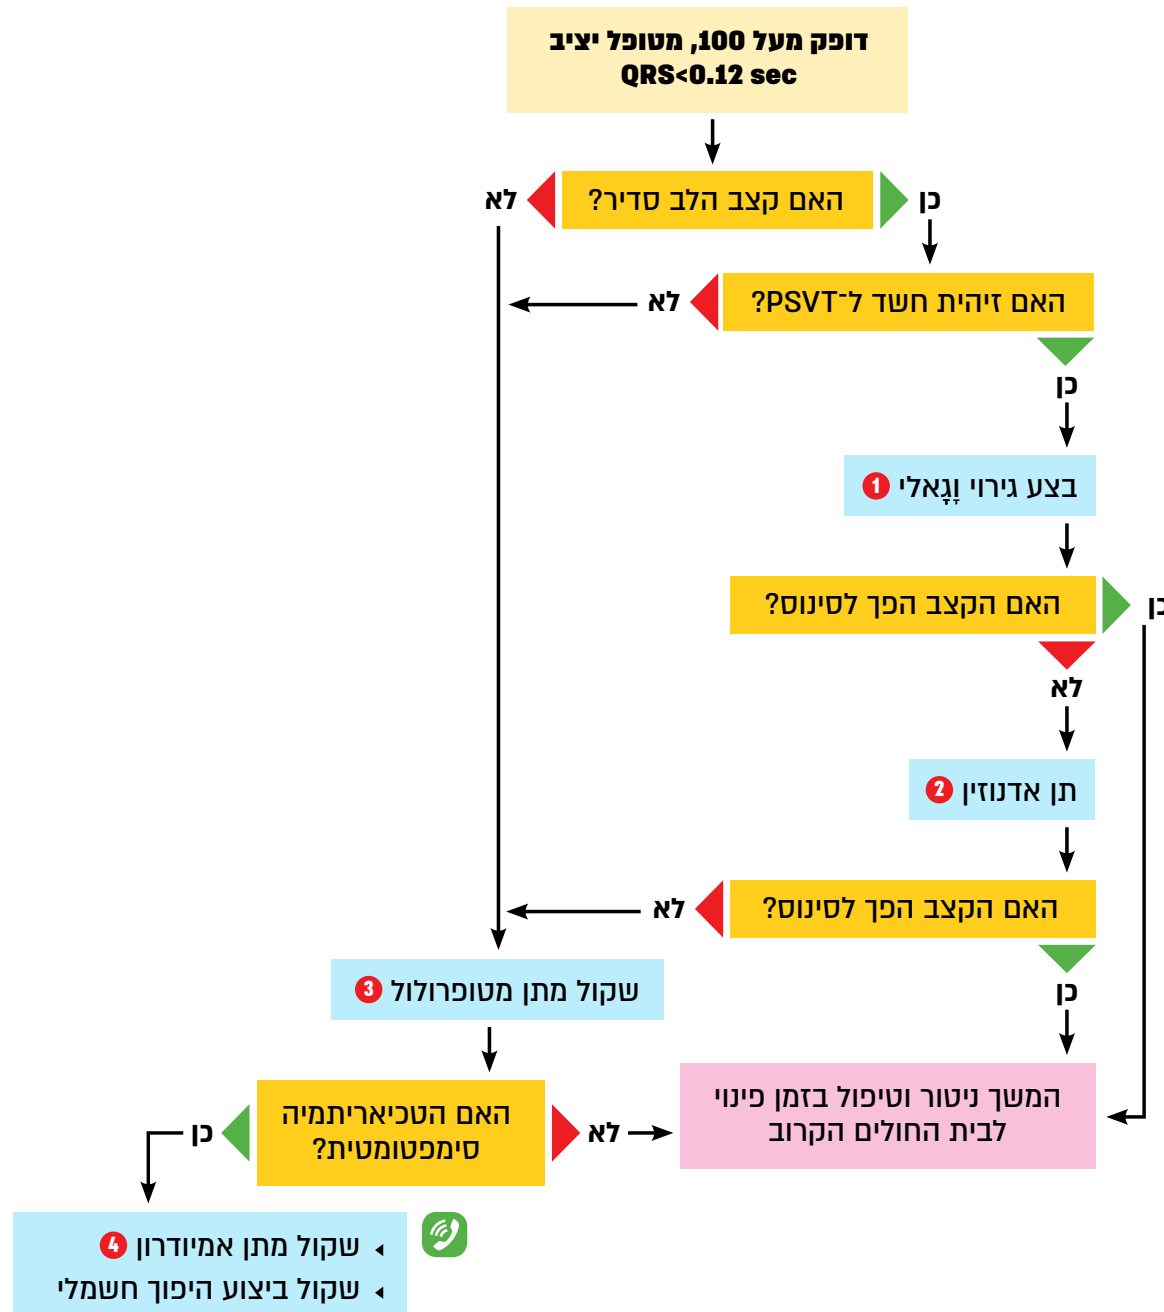 דופק מעל 100, מטופל יציב
QRS<0.12 sec
האם קצב הלב סדיר?
כן
לא
האם זיהית חשד ל־PSVT?
לא
כן
בצע גירוי וָגָאלי 1
האם הקצב הפך לסינוס?
כן
לא
תן אדנוזין 2
האם הקצב הפך לסינוס?
לא
כן
שקול מתן מטופרולול 3
המשך ניטור וטיפול בזמן פינוי
לבית החולים הקרוב
האם הטכיאריתמיה
סימפטומטית?
לא
כן
שקול מתן אמיודרון 4
שקול ביצוע היפוך חשמלי